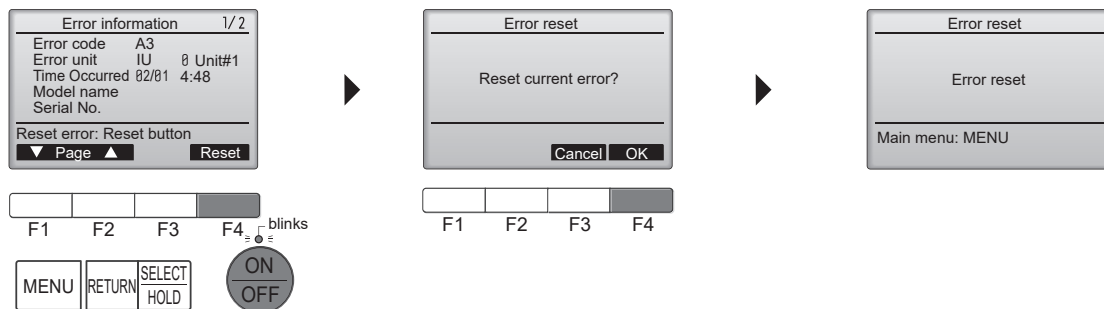 Error information 1/2
Error code A3
Error unit IU 0 Unit#1
Time Occurred 02/01 4:48
Model name
Serial No.
Reset error: Reset button
▼ Page ▲ Reset
F1 F2 F3 F4
blinks
MENU RETURN SELECT HOLD ON OFF
Error reset
Reset current error?
Cancel OK
F1 F2 F3 F4
Error reset
Error reset
Main menu: MENU